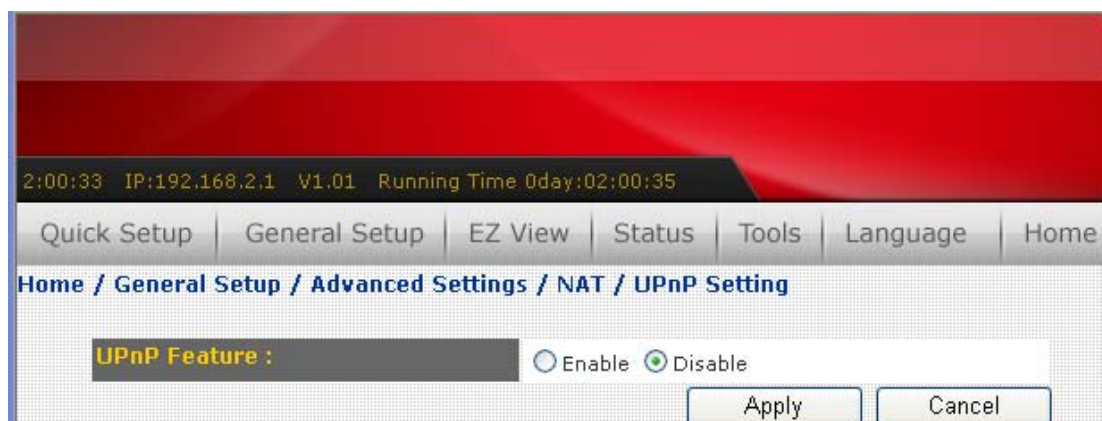 2:00:33 IP:192.168.2.1 V1.01 Running Time 0day:02:00:35
Quick Setup General Setup EZ View Status Tools Language Home
Home / General Setup / Advanced Settings / NAT / UPnP Setting
UPnP Feature : Enable Disable
Apply Cancel